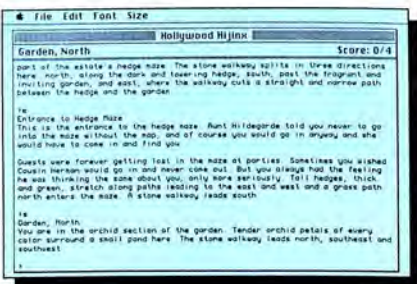 File Edit Font Size
Hollywood Hijinx
Garden, North Score: 0/4
part of the estate's hedge maze. The stone walkway splits in three directions
here: north, along the dark and towering hedge, south, past the fragrant and
inviting garden, and east, where the walkway cuts a straight and narrow path
between the hedge and the garden.
Entrance to Hedge Maze
This is the entrance to the hedge maze. Aunt Hildegarde told you never to go
into the maze without the map, and of course you would go in anyway and she
would have to come in and find you.
Guests were forever getting lost in the maze at parties. Sometimes you wished
Cousin Herman would go in and never come out. But you always had the feeling
he was thinking the same about you, only more seriously. Tall hedges, thick
and green, stretch along paths leading to the east and west and a grass path
north enters the maze. A stone walkway leads south.
Garden, North
You are in the orchid section of the garden. Tender orchid petals of every
color surround a small pond here. The stone walkway leads north, southeast and
southwest.